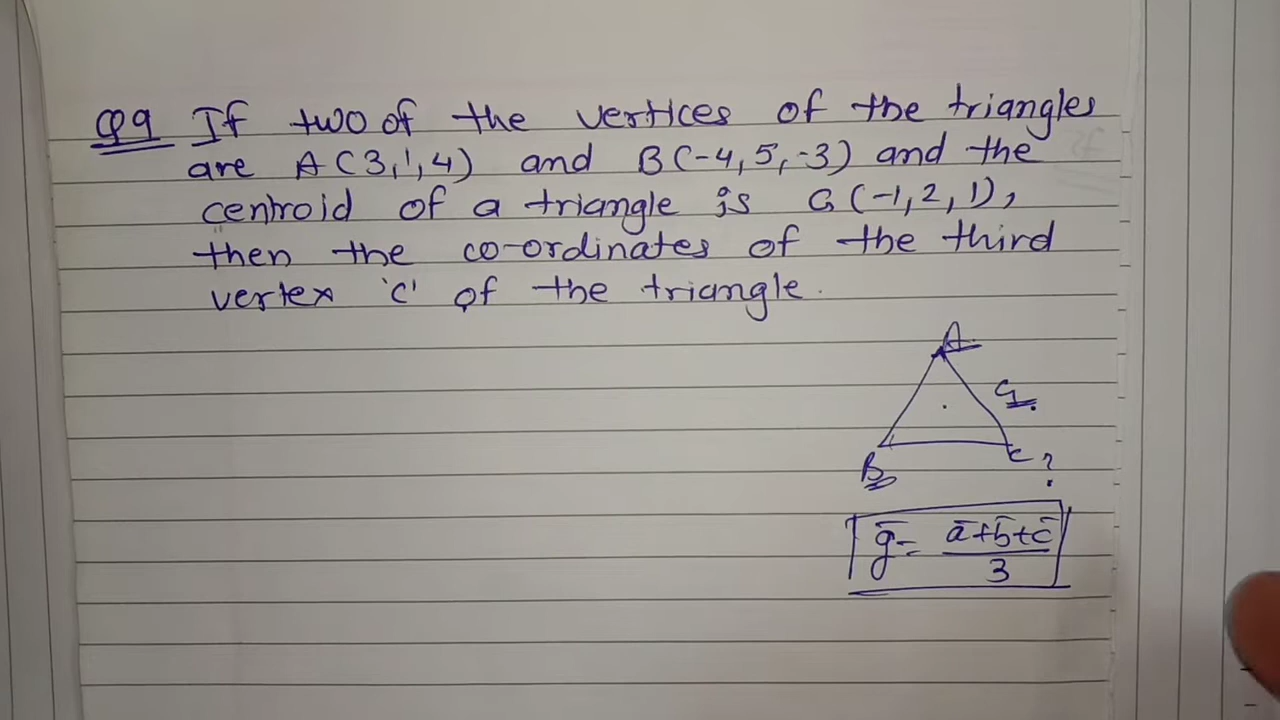 Q9 If two of the vertices of the triangles
are A(3,1,4) and B(-4,5,-3) and the
centroid of a triangle is G(-1,2,1),
then the co-ordinates of the third
vertex 'c' of the triangle.
A
G.
B
C ?
ḡ = ā+b̄+c̄
3